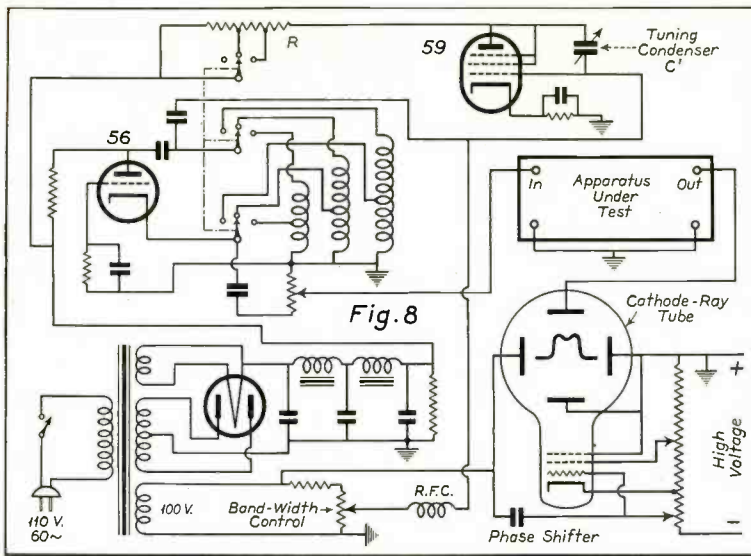 R
59
Tuning
Condenser
C'
56
In
Apparatus
Under
Test
Out
Fig. 8
Cathode-Ray
Tube
+
High Voltage
−
110 V.
60~
100 V.
Band-Width
Control
R.F.C.
Phase Shifter